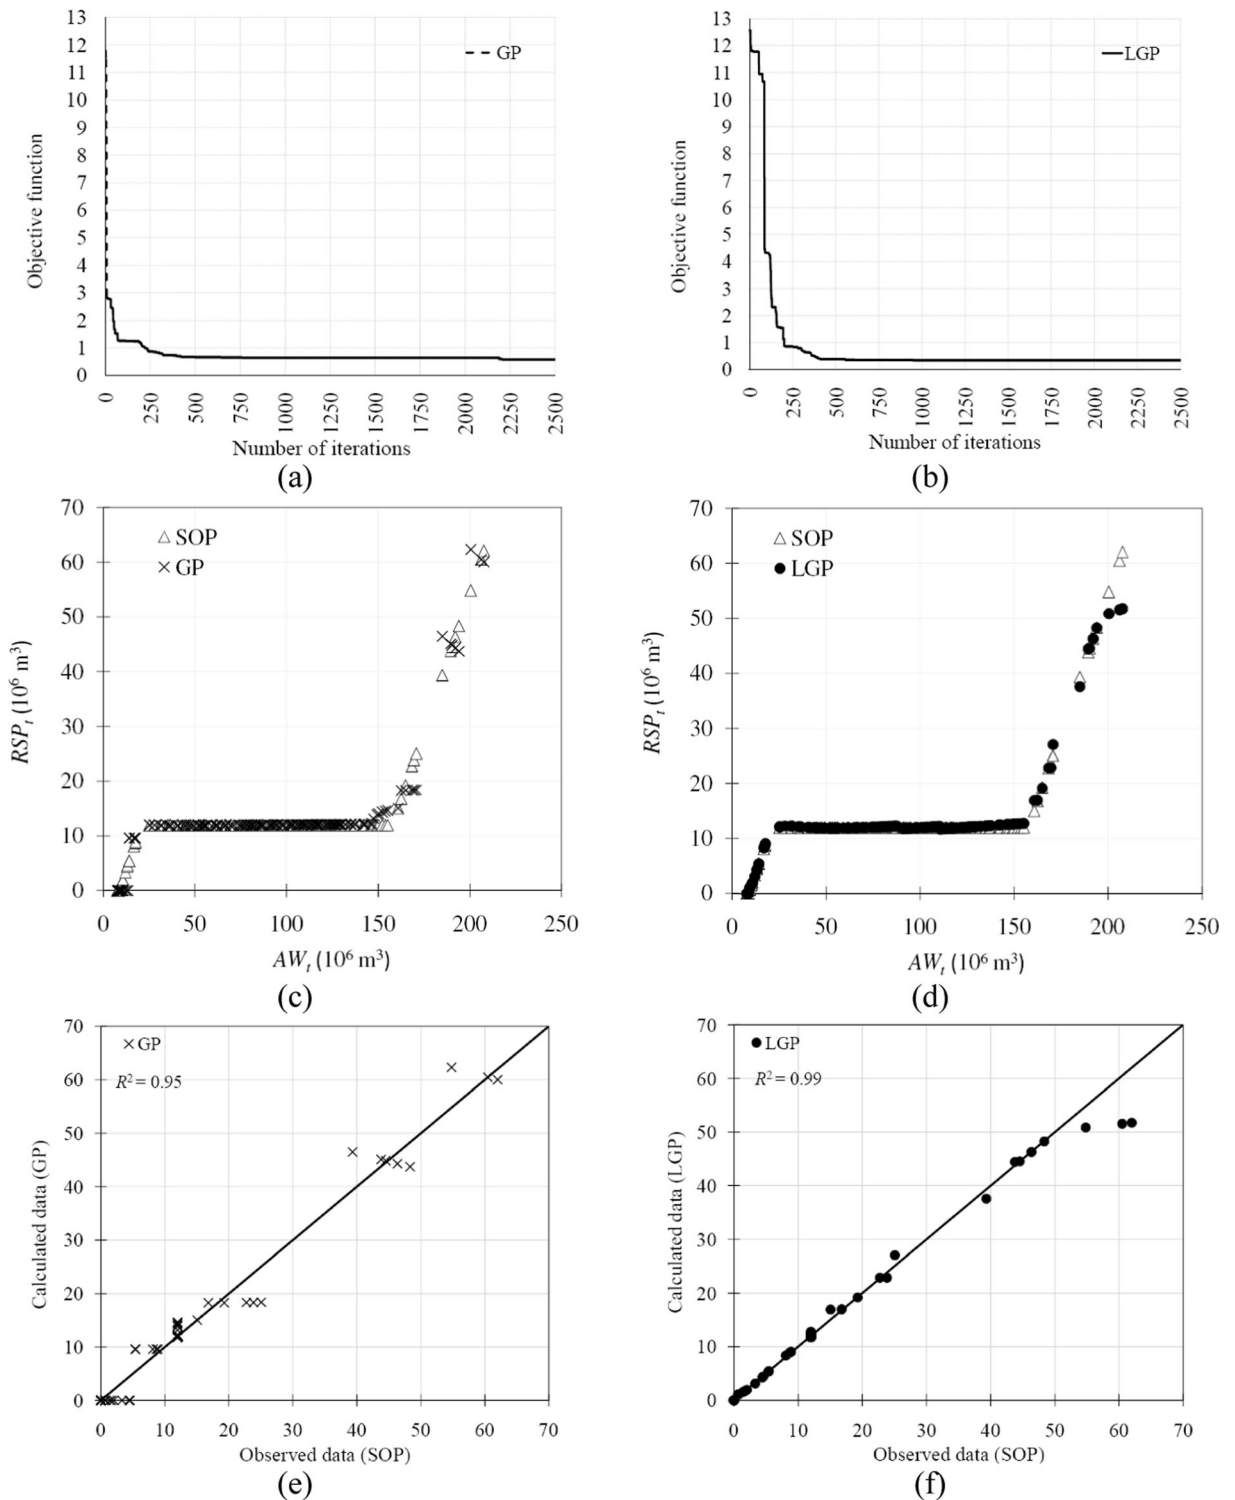 13
12
11
10
9
8
7
6
5
4
3
2
1
0
Objective function
GP
0
250
500
750
1000
1250
1500
1750
2000
2250
2500
Number of iterations
(a)
13
12
11
10
9
8
7
6
5
4
3
2
1
0
Objective function
LGP
0
250
500
750
1000
1250
1500
1750
2000
2250
2500
Number of iterations
(b)
70
60
50
40
30
20
10
0
RSPt (10⁶ m³)
SOP
GP
0 50 100 150 200 250
AWt (10⁶ m³)
(c)
70
60
50
40
30
20
10
0
RSPt (10⁶ m³)
SOP
LGP
0 50 100 150 200 250
AWt (10⁶ m³)
(d)
70
60
50
40
30
20
10
0
Calculated data (GP)
GP
R² = 0.95
0 10 20 30 40 50 60 70
Observed data (SOP)
(e)
70
60
50
40
30
20
10
0
Calculated data (LGP)
LGP
R² = 0.99
0 10 20 30 40 50 60 70
Observed data (SOP)
(f)